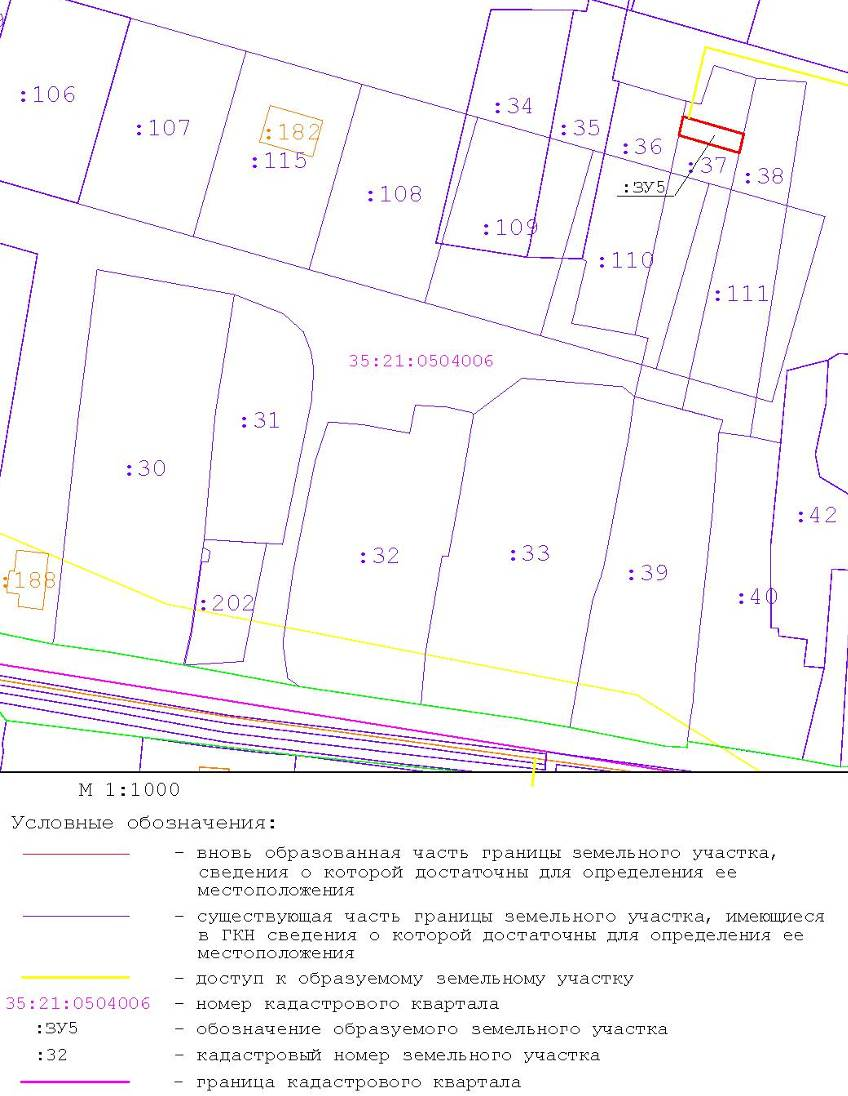 :34
:106
:107
:182
:35
:36
:115
:37
:38
:108
:ЗУ5
:109
:110
:111
35:21:0504006
:31
:30
:42
:32
:33
:39
:188
:202
:40
М 1:1000
Условные обозначения:
– вновь образованная часть границы земельного участка,
сведения о которой достаточны для определения ее
местоположения
– существующая часть границы земельного участка, имеющиеся
в ГКН сведения о которой достаточны для определения ее
местоположения
– доступ к образуемому земельному участку
35:21:0504006 – номер кадастрового квартала
:ЗУ5 – обозначение образуемого земельного участка
:32 – кадастровый номер земельного участка
– граница кадастрового квартала